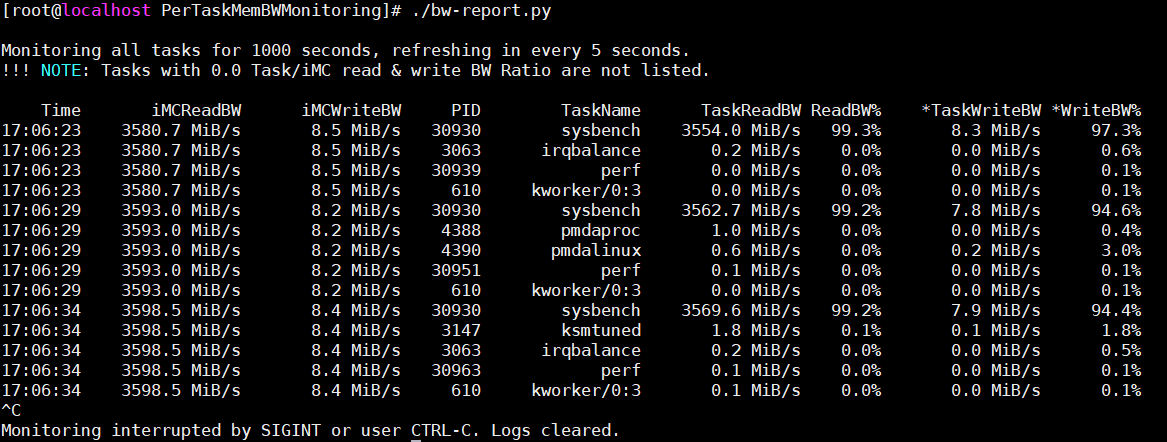 [root@localhost PerTaskMemBWMonitoring]# ./bw-report.py
Monitoring all tasks for 1000 seconds, refreshing in every 5 seconds.
!!! NOTE: Tasks with 0.0 Task/iMC read & write BW Ratio are not listed.
Time iMCReadBW iMCWriteBW PID TaskName TaskReadBW ReadBW% *TaskWriteBW *WriteBW%
17:06:23 3580.7 MiB/s 8.5 MiB/s 30930 sysbench 3554.0 MiB/s 99.3% 8.3 MiB/s 97.3%
17:06:23 3580.7 MiB/s 8.5 MiB/s 3063 irqbalance 0.2 MiB/s 0.0% 0.0 MiB/s 0.6%
17:06:23 3580.7 MiB/s 8.5 MiB/s 30939 perf 0.0 MiB/s 0.0% 0.0 MiB/s 0.1%
17:06:23 3580.7 MiB/s 8.5 MiB/s 610 kworker/0:3 0.0 MiB/s 0.0% 0.0 MiB/s 0.1%
17:06:29 3593.0 MiB/s 8.2 MiB/s 30930 sysbench 3562.7 MiB/s 99.2% 7.8 MiB/s 94.6%
17:06:29 3593.0 MiB/s 8.2 MiB/s 4388 pmdaproc 1.0 MiB/s 0.0% 0.0 MiB/s 0.4%
17:06:29 3593.0 MiB/s 8.2 MiB/s 4390 pmdalinux 0.6 MiB/s 0.0% 0.2 MiB/s 3.0%
17:06:29 3593.0 MiB/s 8.2 MiB/s 30951 perf 0.1 MiB/s 0.0% 0.0 MiB/s 0.1%
17:06:29 3593.0 MiB/s 8.2 MiB/s 610 kworker/0:3 0.0 MiB/s 0.0% 0.0 MiB/s 0.1%
17:06:34 3598.5 MiB/s 8.4 MiB/s 30930 sysbench 3569.6 MiB/s 99.2% 7.9 MiB/s 94.4%
17:06:34 3598.5 MiB/s 8.4 MiB/s 3147 ksmtuned 1.8 MiB/s 0.1% 0.1 MiB/s 1.8%
17:06:34 3598.5 MiB/s 8.4 MiB/s 3063 irqbalance 0.2 MiB/s 0.0% 0.0 MiB/s 0.5%
17:06:34 3598.5 MiB/s 8.4 MiB/s 30963 perf 0.1 MiB/s 0.0% 0.0 MiB/s 0.1%
17:06:34 3598.5 MiB/s 8.4 MiB/s 610 kworker/0:3 0.1 MiB/s 0.0% 0.0 MiB/s 0.1%
^C
Monitoring interrupted by SIGINT or user CTRL-C. Logs cleared.